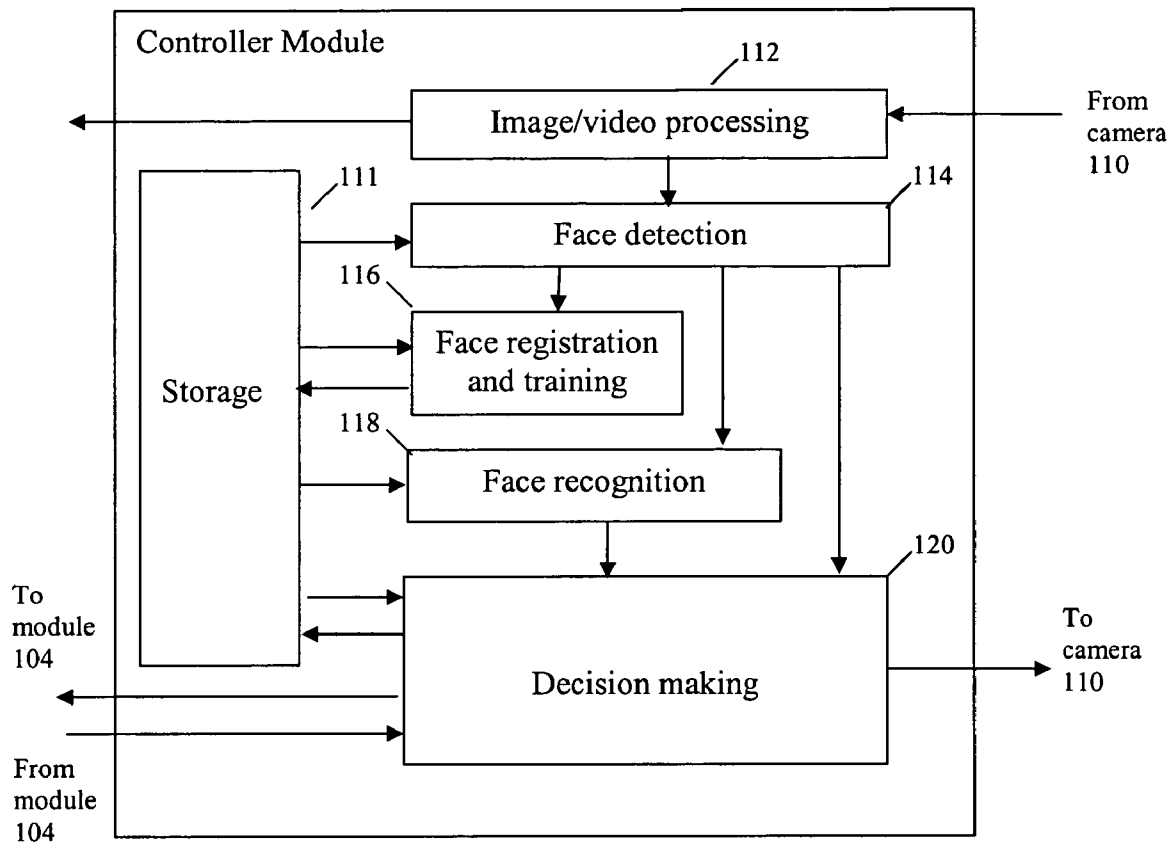 Controller Module
112
Image/video processing
From
camera
110
111
114
Face detection
116
Face registration
and training
Storage
118
Face recognition
120
To
module
104
To
camera
110
Decision making
From
module
104